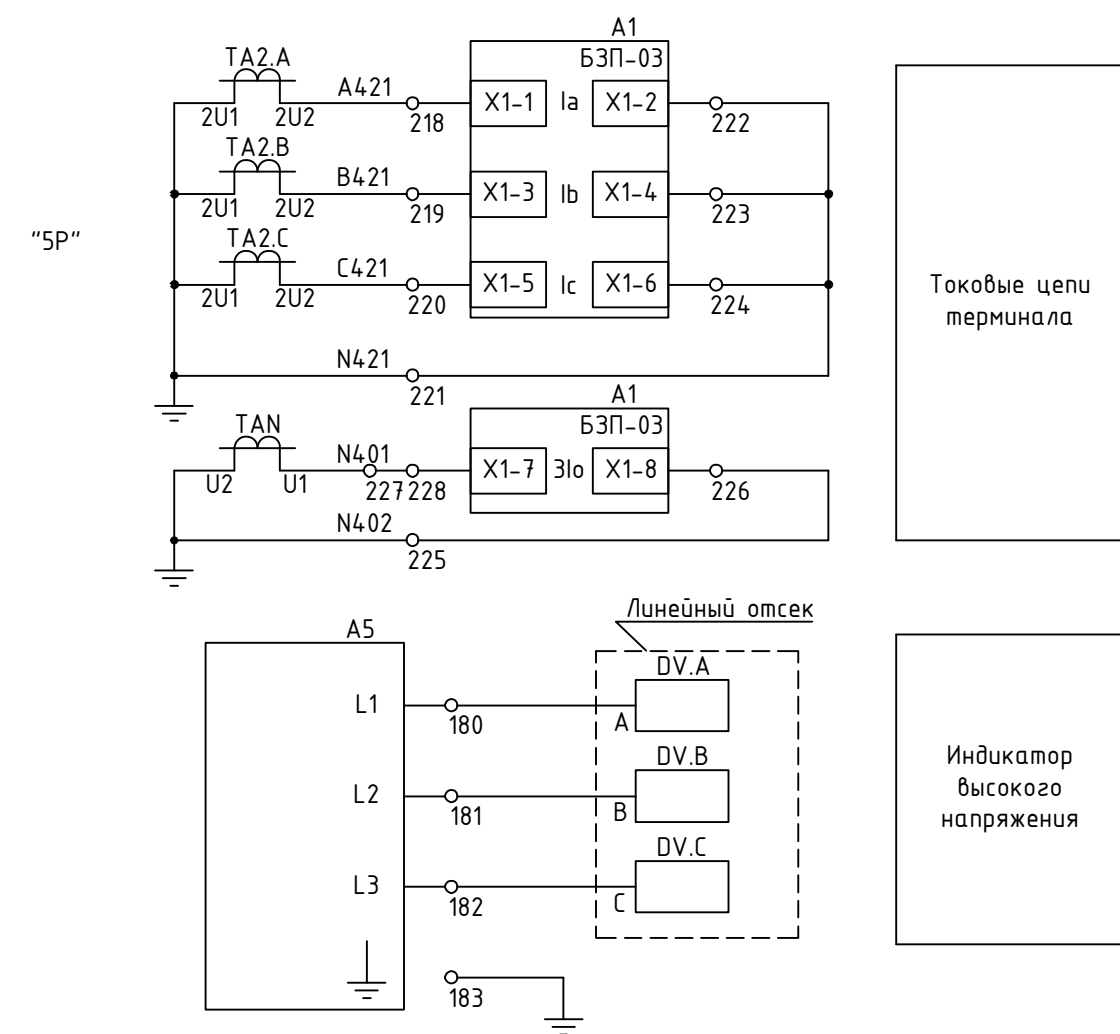 A1
БЗП-03
TA2.A
2U1 2U2
A421
218
X1-1 Ia X1-2
222
TA2.B
2U1 2U2
B421
219
X1-3 Ib X1-4
223
"5P"
TA2.C
2U1 2U2
C421
220
X1-5 Ic X1-6
224
Токовые цепи
терминала
N421
221
A1
БЗП-03
TAN
U2 U1
N401
227 228
X1-7 3Io X1-8
226
N402
225
Линейный отсек
A5
L1
180
DV.A
A
L2
181
DV.B
B
L3
182
DV.C
C
183
Индикатор
высокого
напряжения